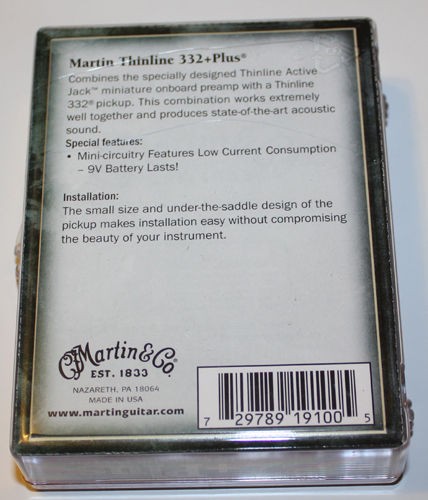 Martin Thinline 332+Plus®
Combines the specially designed Thinline Active
Jack™ miniature onboard preamp with a Thinline
332® pickup. This combination works extremely
well together and produces state-of-the-art acoustic
sound.
Special features:
• Mini-circuitry Features Low Current Consumption
– 9V Battery Lasts!
Installation:
The small size and under-the-saddle design of the
pickup makes installation easy without compromising
the beauty of your instrument.
CF Martin & Co.
EST. 1833
NAZARETH, PA 18064
MADE IN USA
www.martinguitar.com
7 29789 19100 5